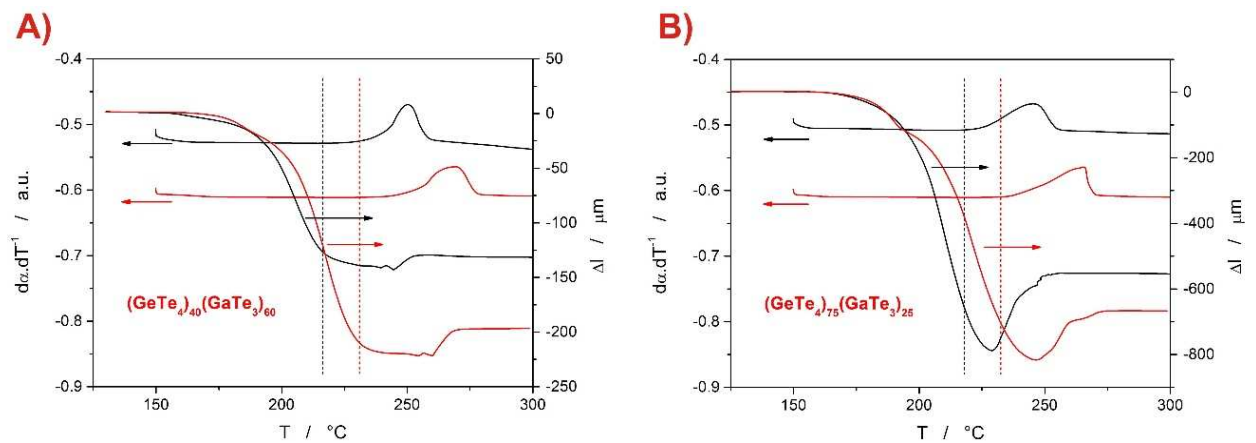 A)
-0.4
-0.5
-0.6
-0.7
-0.8
-0.9
dα.dT⁻¹ / a.u.
50
0
-50
-100
-150
-200
-250
Δl / μm
(GeTe₄)₄₀(GaTe₃)₆₀
150 200 250 300
T / °C
B)
-0.4
-0.5
-0.6
-0.7
-0.8
-0.9
dα.dT⁻¹ / a.u.
0
-200
-400
-600
-800
Δl / μm
(GeTe₄)₇₅(GaTe₃)₂₅
150 200 250 300
T / °C